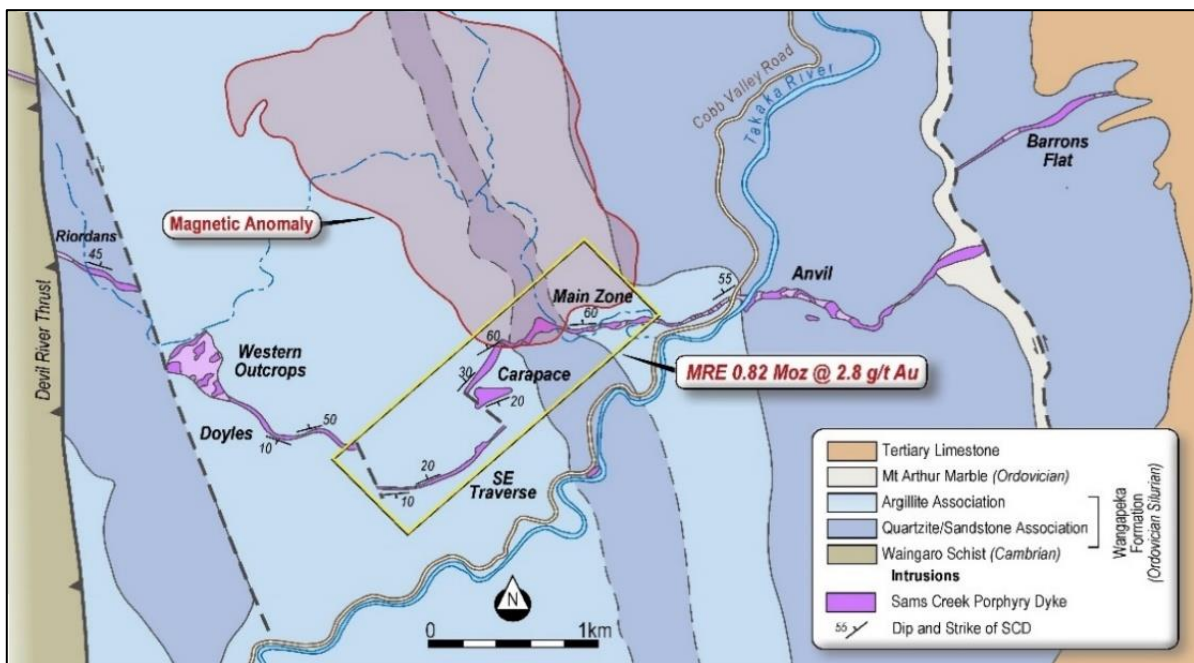 Cobb Valley Road
Takaka River
Barrons
Flat
Magnetic Anomaly
Riordans
45
Devil River Thrust
Main Zone
60
55
Anvil
60
Western
Outcrops
Carapace
30
20
MRE 0.82 Moz @ 2.8 g/t Au
Doyles
50
10
20
10
SE
Traverse
N
0
1km
Tertiary Limestone
Mt Arthur Marble (Ordovician)
Argillite Association
Quartzite/Sandstone Association
Waingaro Schist (Cambrian)
Wangapeka
Formation
(Ordovician Silurian)
Intrusions
Sams Creek Porphyry Dyke
55
Dip and Strike of SCD